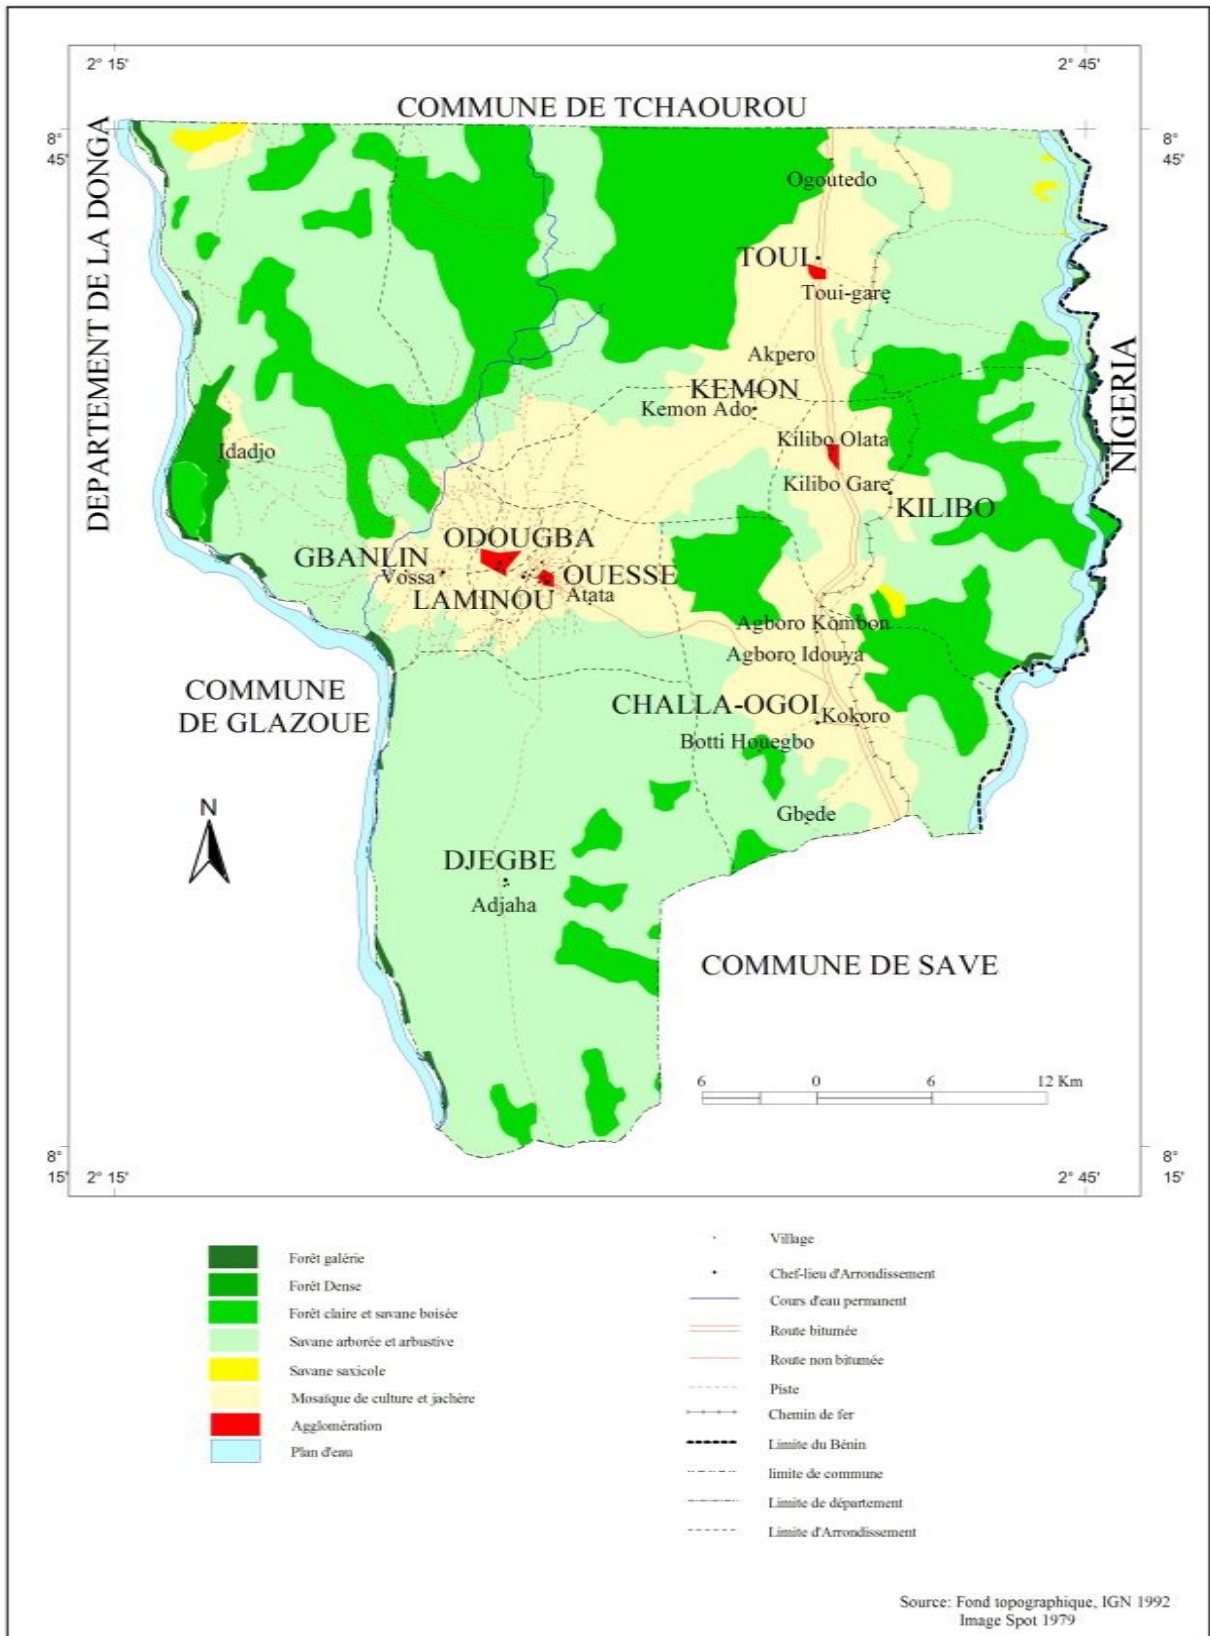 2° 15'
2° 45'
COMMUNE DE TCHAOUROU
8°
45'
8°
45'
DEPARTEMENT DE LA DONGA
Ogoutedo
TOUI
Toui-gare
NIGERIA
Akpero
KEMON
Kemon Ado
Kilibo Olata
Idadjo
Kilibo Gare
KILIBO
ODOUGBA
GBANLIN
Vossa
OUESSE
LAMINOU
Atata
Agboro Kombon
Agboro Idouya
COMMUNE
DE GLAZOUE
CHALLA-OGOI
Kokoro
Botti Houegbo
N
Gbede
DJEGBE
Adjaha
COMMUNE DE SAVE
6 0 6 12 Km
8°
15'
8°
15'
2° 15'
2° 45'
Forêt galérie
Forêt Dense
Forêt claire et savane boisée
Savane arborée et arbustive
Savane saxicole
Mosaïque de culture et jachère
Agglomération
Plan d'eau
Village
Chef-lieu d'Arrondissement
Cours d'eau permanent
Route bitumée
Route non bitumée
Piste
Chemin de fer
Limite du Bénin
limite de commune
Limite de département
Limite d'Arrondissement
Source: Fond topographique, IGN 1992
Image Spot 1979